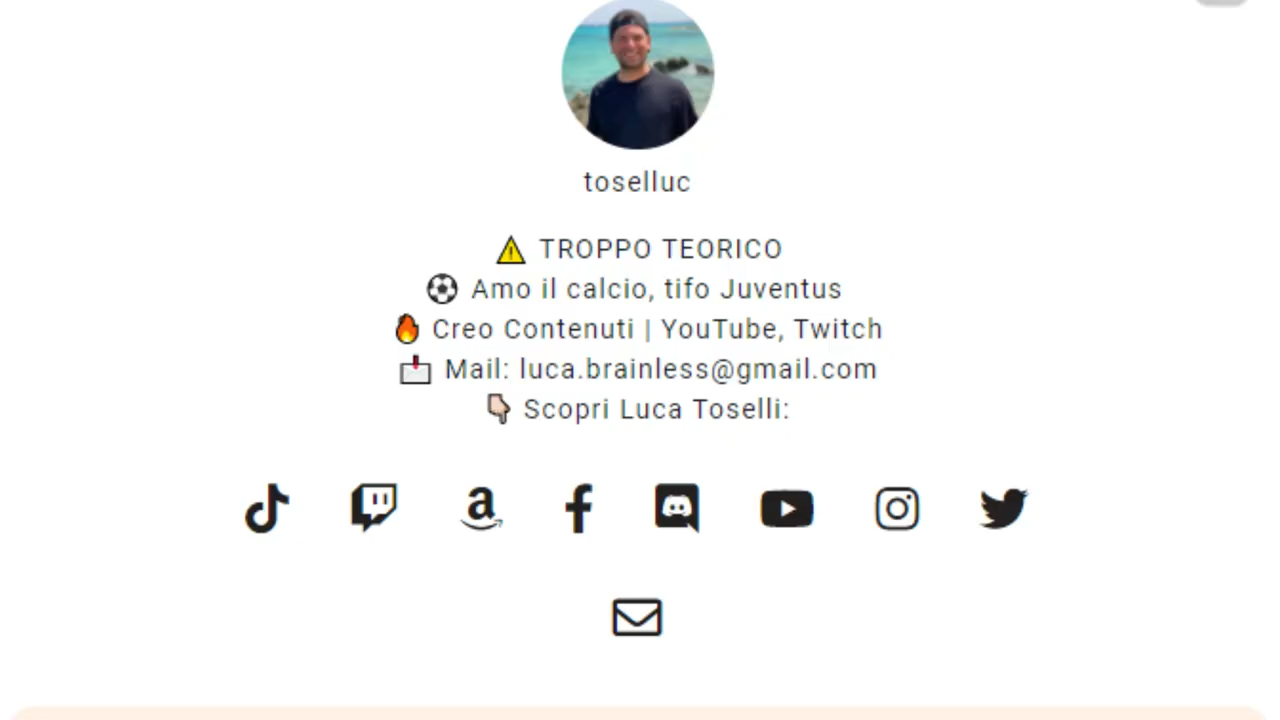 toselluc
⚠️ TROPPO TEORICO
⚽ Amo il calcio, tifo Juventus
🔥 Creo Contenuti | YouTube, Twitch
📩 Mail: luca.brainless@gmail.com
👇🏻 Scopri Luca Toselli: